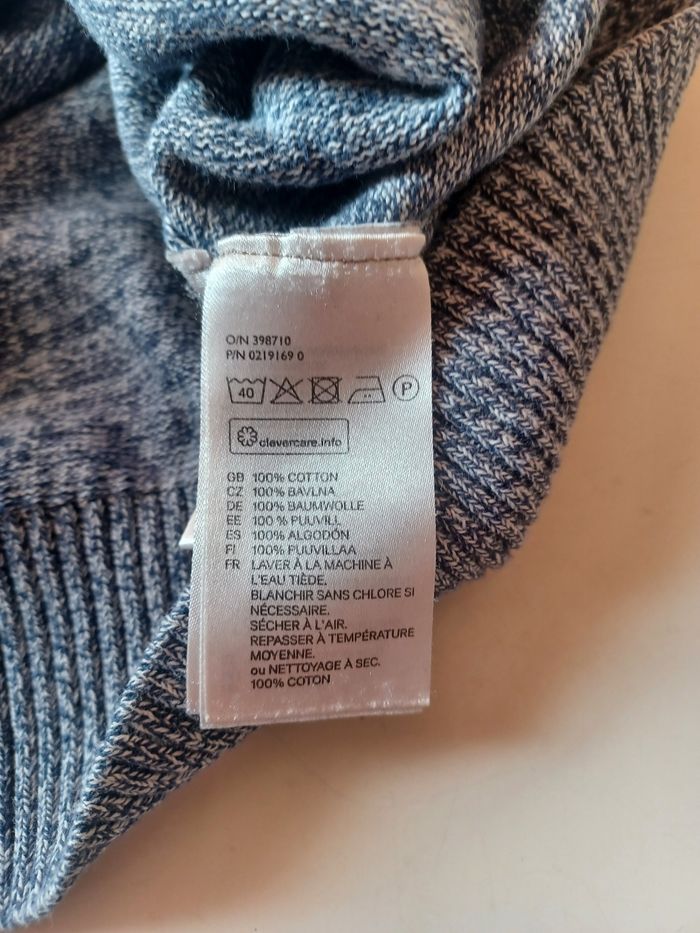 O/N 398710
P/N 0219169 0
40 P
clevercare.info
GB 100% COTTON
CZ 100% BAVLNA
DE 100% BAUMWOLLE
EE 100 % PUUVILL
ES 100% ALGODÓN
FI 100% PUUVILLAA
FR LAVER À LA MACHINE À
L'EAU TIÈDE.
BLANCHIR SANS CHLORE SI
NÉCESSAIRE.
SÉCHER À L'AIR.
REPASSER À TEMPÉRATURE
MOYENNE.
ou NETTOYAGE À SEC.
100% COTON